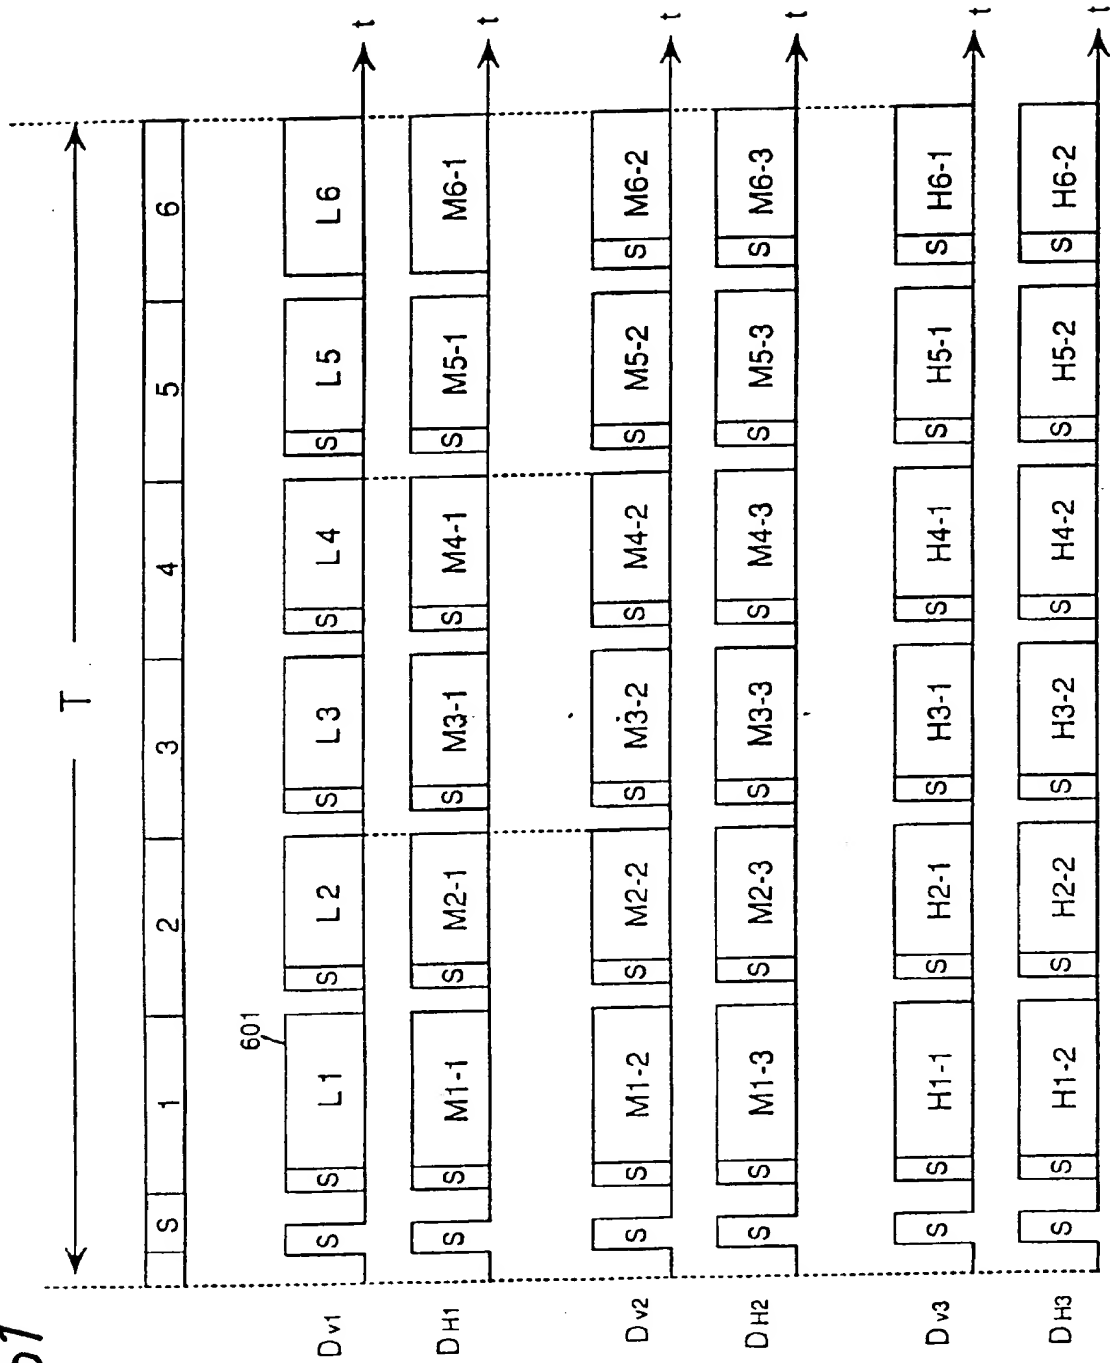 T
S 1 2 3 4 5 6
601
Dv1 S S L1 S L2 S L3 S L4 S L5 L6 t
DH1 S S M1-1 S M2-1 S M3-1 S M4-1 S M5-1 M6-1 t
Dv2 S S M1-2 S M2-2 S M3-2 S M4-2 S M5-2 S M6-2 t
DH2 S S M1-3 S M2-3 S M3-3 S M4-3 S M5-3 S M6-3 t
Dv3 S S H1-1 S H2-1 S H3-1 S H4-1 S H5-1 S H6-1 t
DH3 S S H1-2 S H2-2 S H3-2 S H4-2 S H5-2 S H6-2 t